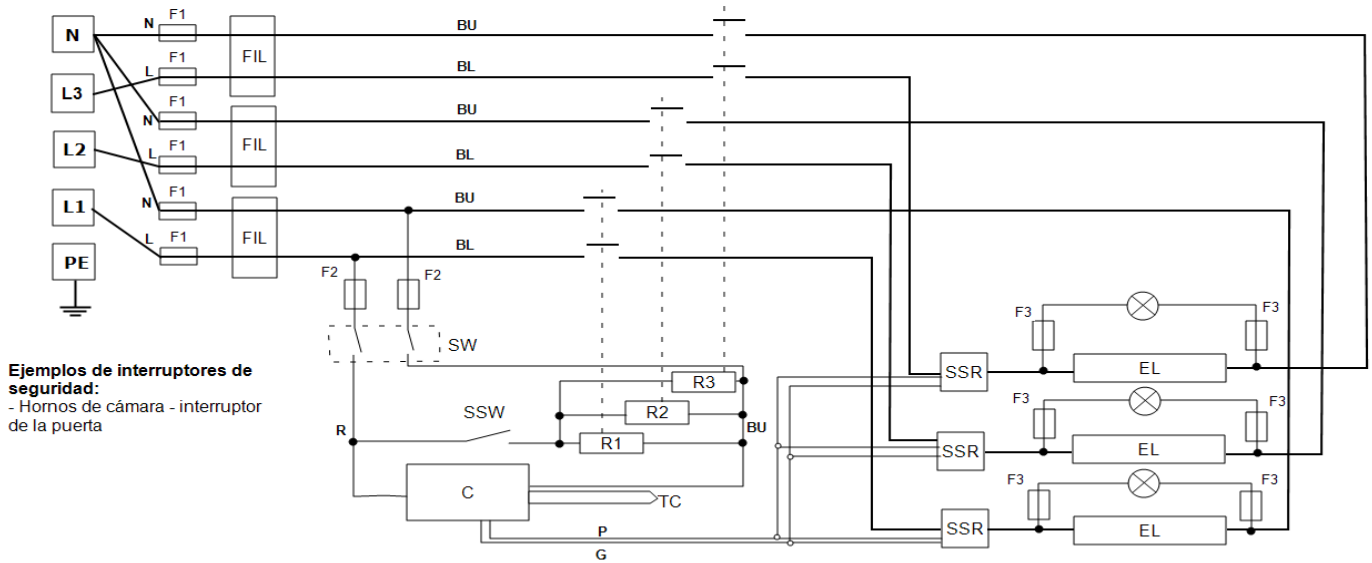 F1
N
BU
N
FIL
F1
L
BL
L3
F1
BU
N
FIL
L2
F1
L
BL
F1
N
BU
L1
FIL
F1
L
BL
PE
F2
F2
SW
F3
F3
EL
SSR
Ejemplos de interruptores de
seguridad:
- Hornos de cámara - interruptor
de la puerta
R3
SSW
R2
BU
R
R1
F3
F3
EL
SSR
C
TC
F3
F3
P
G
SSR
EL